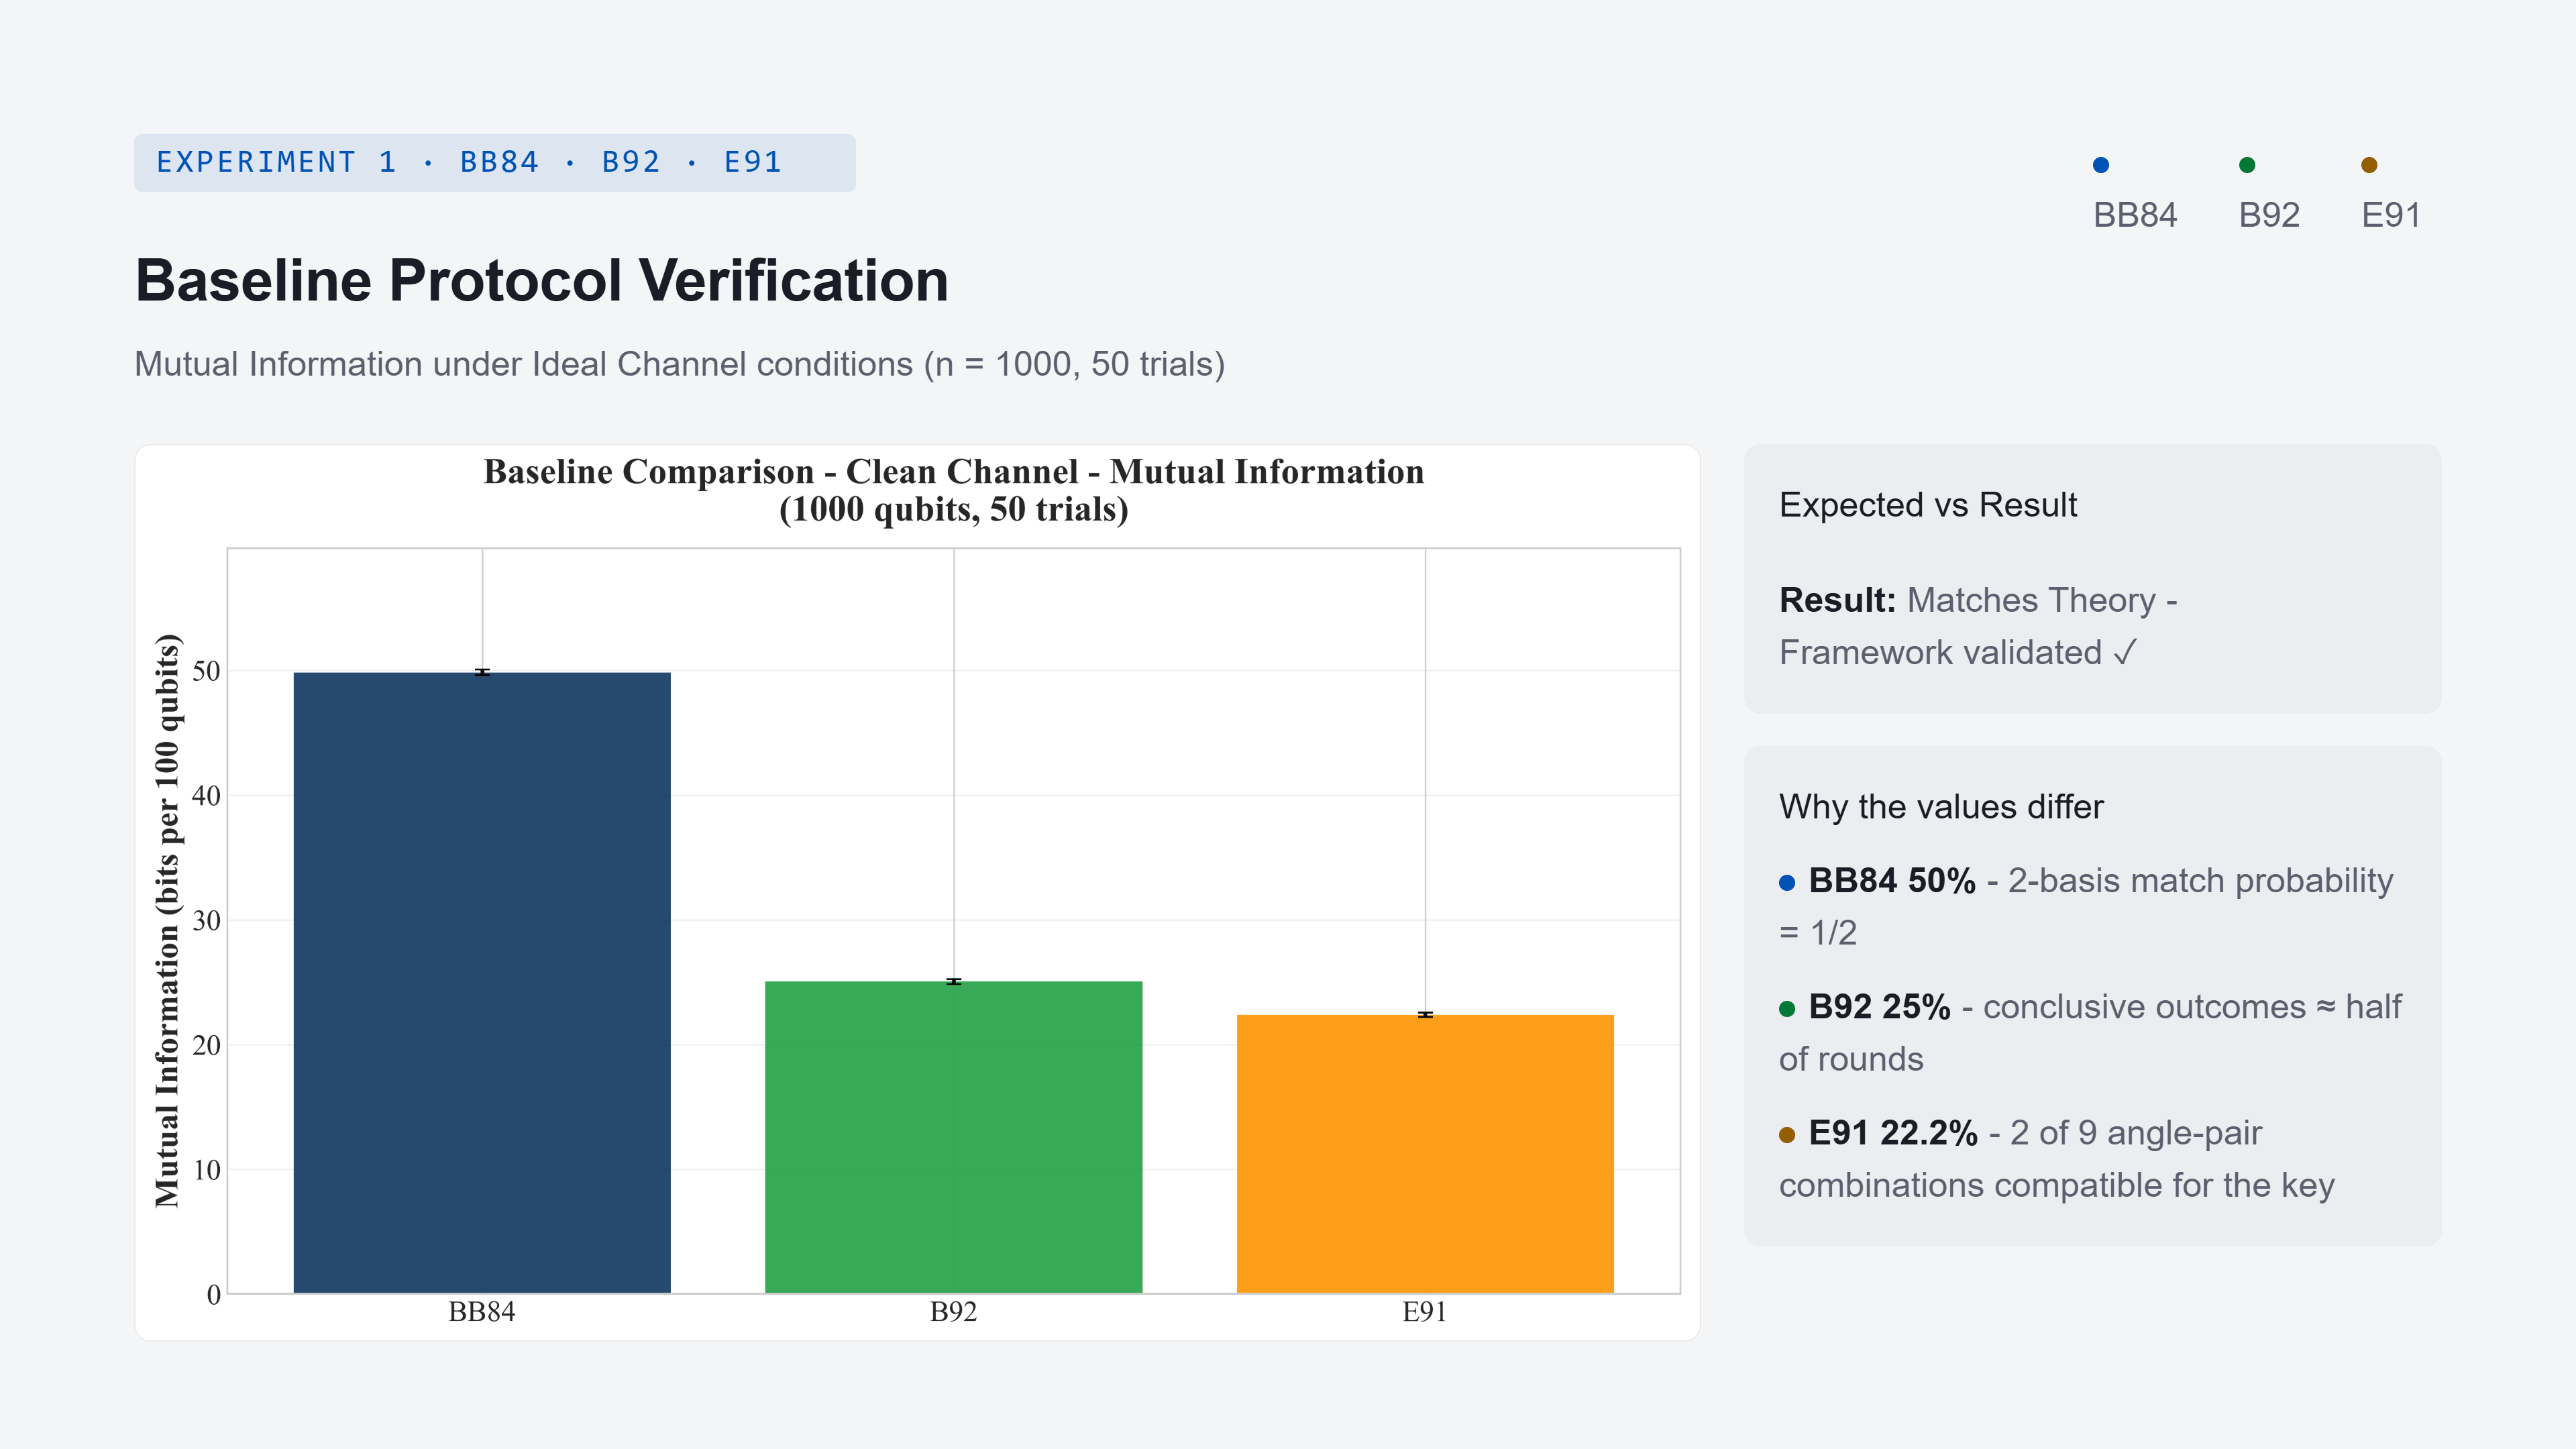 EXPERIMENT 1 · BB84 · B92 · E91
BB84
B92
E91
Baseline Protocol Verification
Mutual Information under Ideal Channel conditions (n = 1000, 50 trials)
Baseline Comparison - Clean Channel - Mutual Information
(1000 qubits, 50 trials)
Mutual Information (bits per 100 qubits)
50
40
30
20
10
0
BB84
B92
E91
Expected vs Result
Result: Matches Theory -
Framework validated ✓
Why the values differ
BB84 50% - 2-basis match probability
= 1/2
B92 25% - conclusive outcomes ≈ half
of rounds
E91 22.2% - 2 of 9 angle-pair
combinations compatible for the key